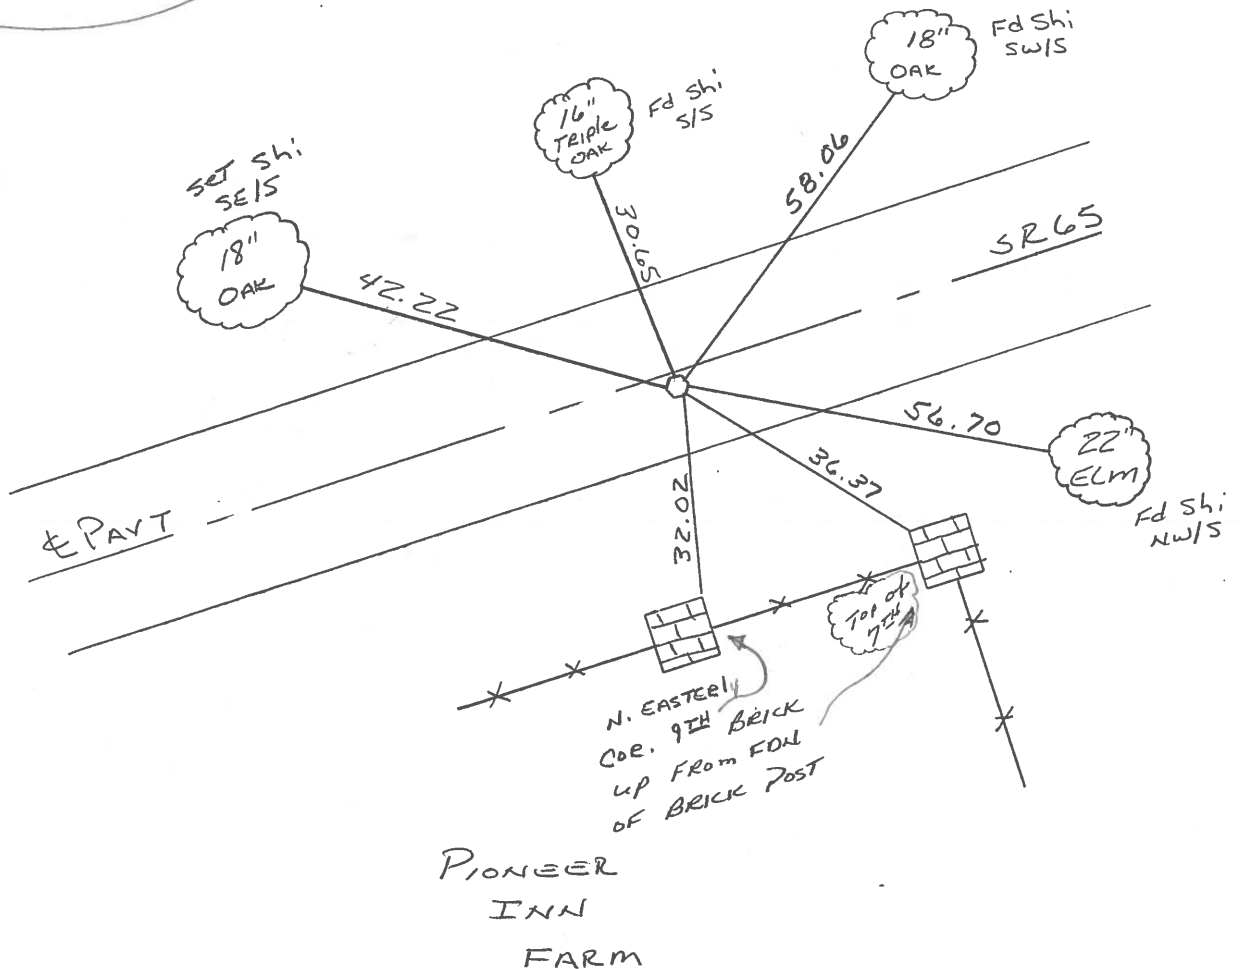 18"
OAK
Fd Shi
SW/S
16"
TRIPLE
OAK
Fd Shi
S/S
SET Shi
SE/S
18"
OAK
58.06
30.65
42.22
SR65
56.70
22"
ELM
Fd Shi
NW/S
36.37
32.02
℄ PAVT
TOP OF
7TH
N. EASTERly
COR. 9TH BRICK
UP FROM FDN
OF BRICK POST
PIONEER
INN
FARM